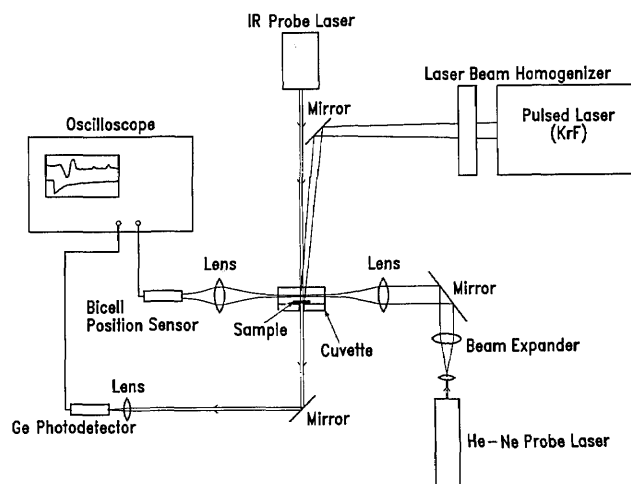 IR Probe Laser
Laser Beam Homogenizer
Mirror
Pulsed Laser
(KrF)
Oscilloscope
Lens
Lens
Mirror
Bicell
Position Sensor
Sample
Cuvette
Beam Expander
Lens
Ge Photodetector
Mirror
He-Ne Probe Laser